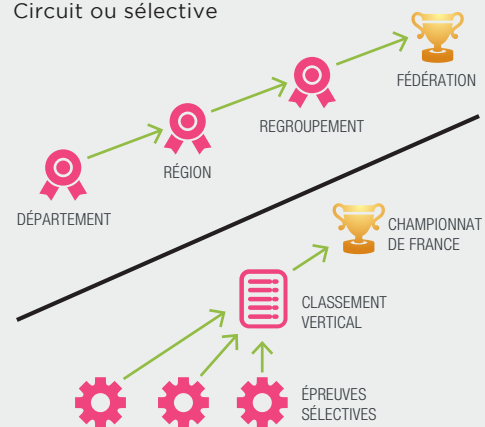 Circuit ou sélective
FÉDÉRATION
REGROUPEMENT
RÉGION
DÉPARTEMENT
CHAMPIONNAT
DE FRANCE
CLASSEMENT
VERTICAL
ÉPREUVES
SÉLECTIVES